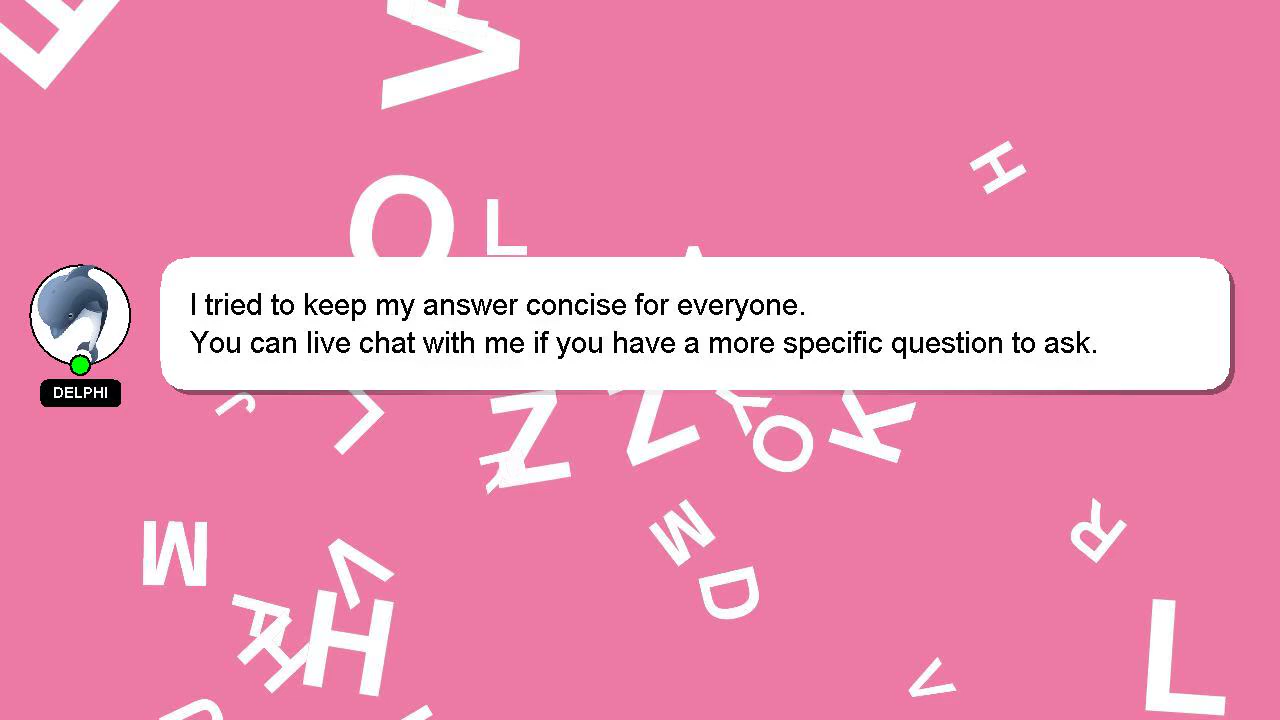 I tried to keep my answer concise for everyone.
You can live chat with me if you have a more specific question to ask.
DELPHI
E
V
A
H
O
L
A
J
L
Z
Z
Y
O
K
R
M
M
D
R
V
A
H
H
L
V